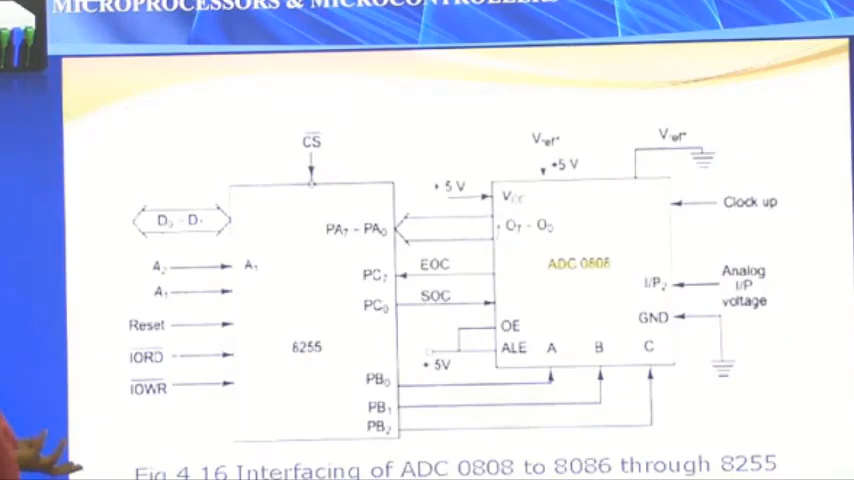 MICROPROCESSORS & MICROCONTROLLERS
CS
Vref+
Vref-
+5 V
+ 5 V
VCC
Clock up
D0 - D7
PA7 - PA0
O7 - O0
A2
A1
EOC
ADC 0808
PC7
Analog
I/P
voltage
I/P2
A1
SOC
PC0
GND
Reset
OE
8255
ALE A B C
IORD
+ 5V
PB0
IOWR
PB1
PB2
Fig 4.16 Interfacing of ADC 0808 to 8086 through 8255